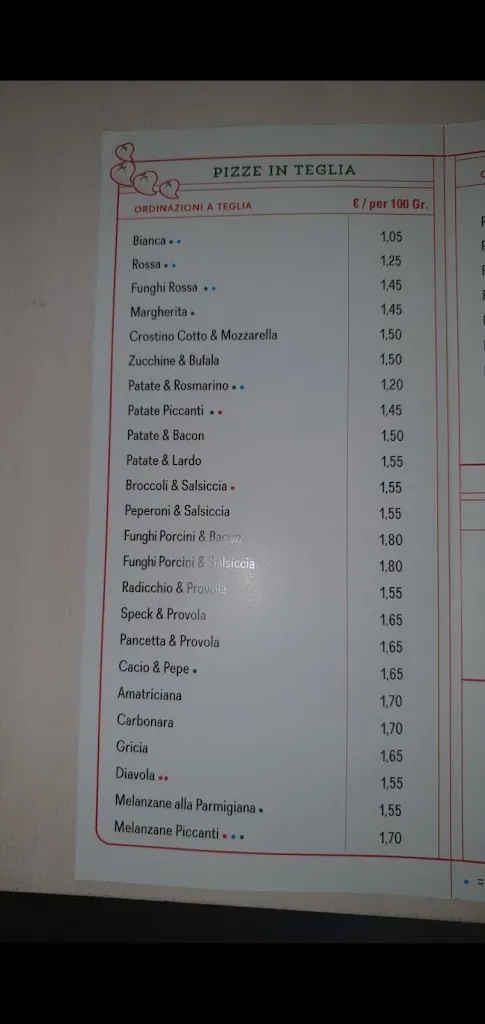 PIZZE IN TEGLIA
ORDINAZIONI A TEGLIA € / per 100 Gr.
Bianca •• 1,05
Rossa •• 1,25
Funghi Rossa •• 1,45
Margherita • 1,45
Crostino Cotto & Mozzarella 1,50
Zucchine & Bufala 1,50
Patate & Rosmarino •• 1,20
Patate Piccanti •• 1,45
Patate & Bacon 1,50
Patate & Lardo 1,55
Broccoli & Salsiccia • 1,55
Peperoni & Salsiccia 1,55
Funghi Porcini & Bacon 1,80
Funghi Porcini & Salsiccia 1,80
Radicchio & Provola 1,55
Speck & Provola 1,65
Pancetta & Provola 1,65
Cacio & Pepe • 1,65
Amatriciana 1,70
Carbonara 1,70
Gricia 1,65
Diavola •• 1,55
Melanzane alla Parmigiana • 1,55
Melanzane Piccanti ••• 1,70
• =